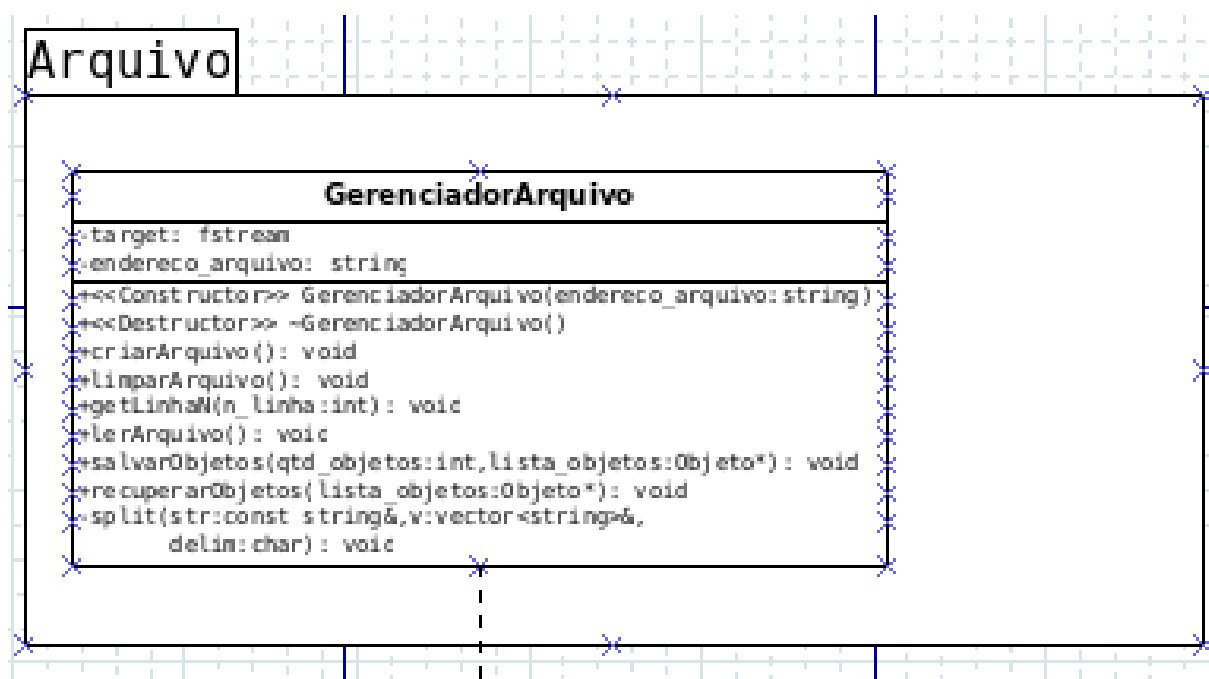 Arquivo
GerenciadorArquivo
-target: fstream
-endereco_arquivo: string
+<<Constructor>> GerenciadorArquivo(endereco_arquivo:string)
+<<Destructor>> ~GerenciadorArquivo()
+criarArquivo(): void
+limparArquivo(): void
+getLinhaN(n_linha:int): void
+lerArquivo(): void
+salvarObjetos(qtd_objetos:int,lista_objetos:Objeto*): void
+recuperarObjetos(lista_objetos:Objeto*): void
-split(str:const string&,v:vector<string>&,
delim:char): void